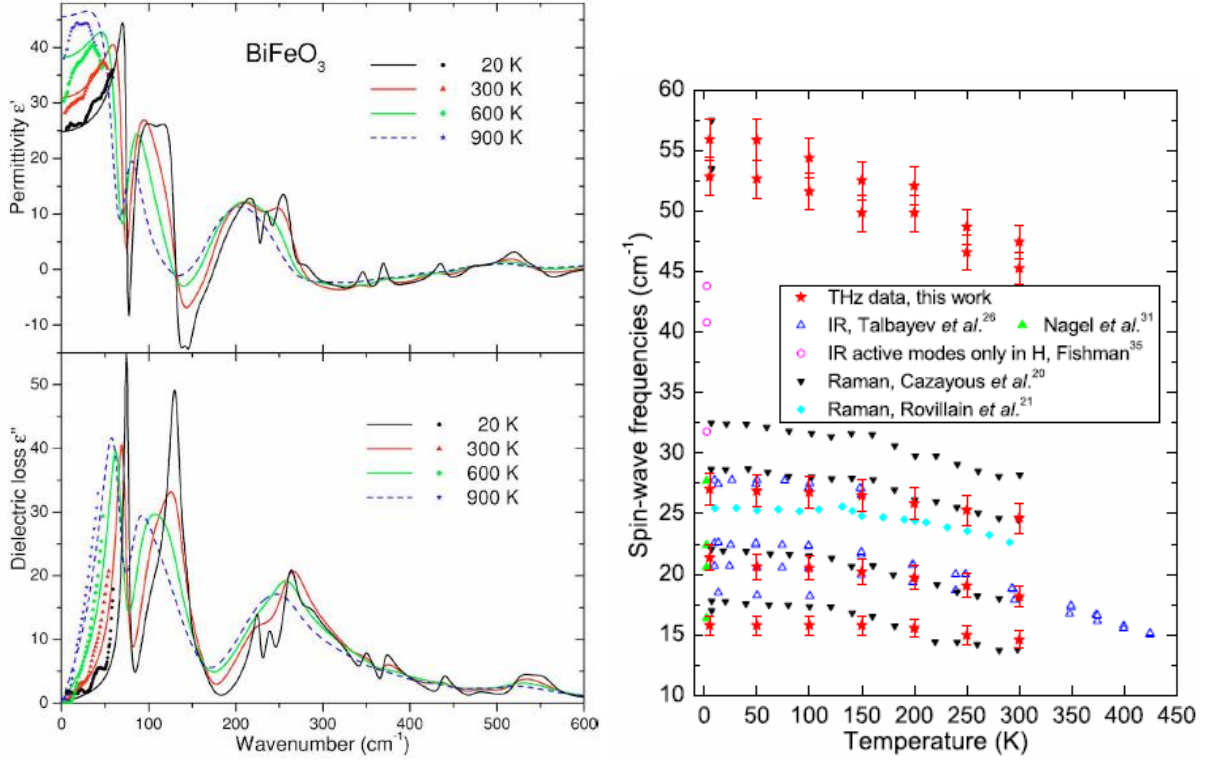 BiFeO3
20 K
300 K
600 K
900 K
Permittivity ε'
40
30
20
10
0
-10
20 K
300 K
600 K
900 K
Dielectric loss ε''
50
40
30
20
10
0
0 100 200 300 400 500 600
Wavenumber (cm-1)
Spin-wave frequencies (cm-1)
60
55
50
45
40
35
30
25
20
15
10
THz data, this work
IR, Talbayev et al.26 Nagel et al.31
IR active modes only in H, Fishman35
Raman, Cazayous et al.20
Raman, Rovillain et al.21
0 50 100 150 200 250 300 350 400 450
Temperature (K)